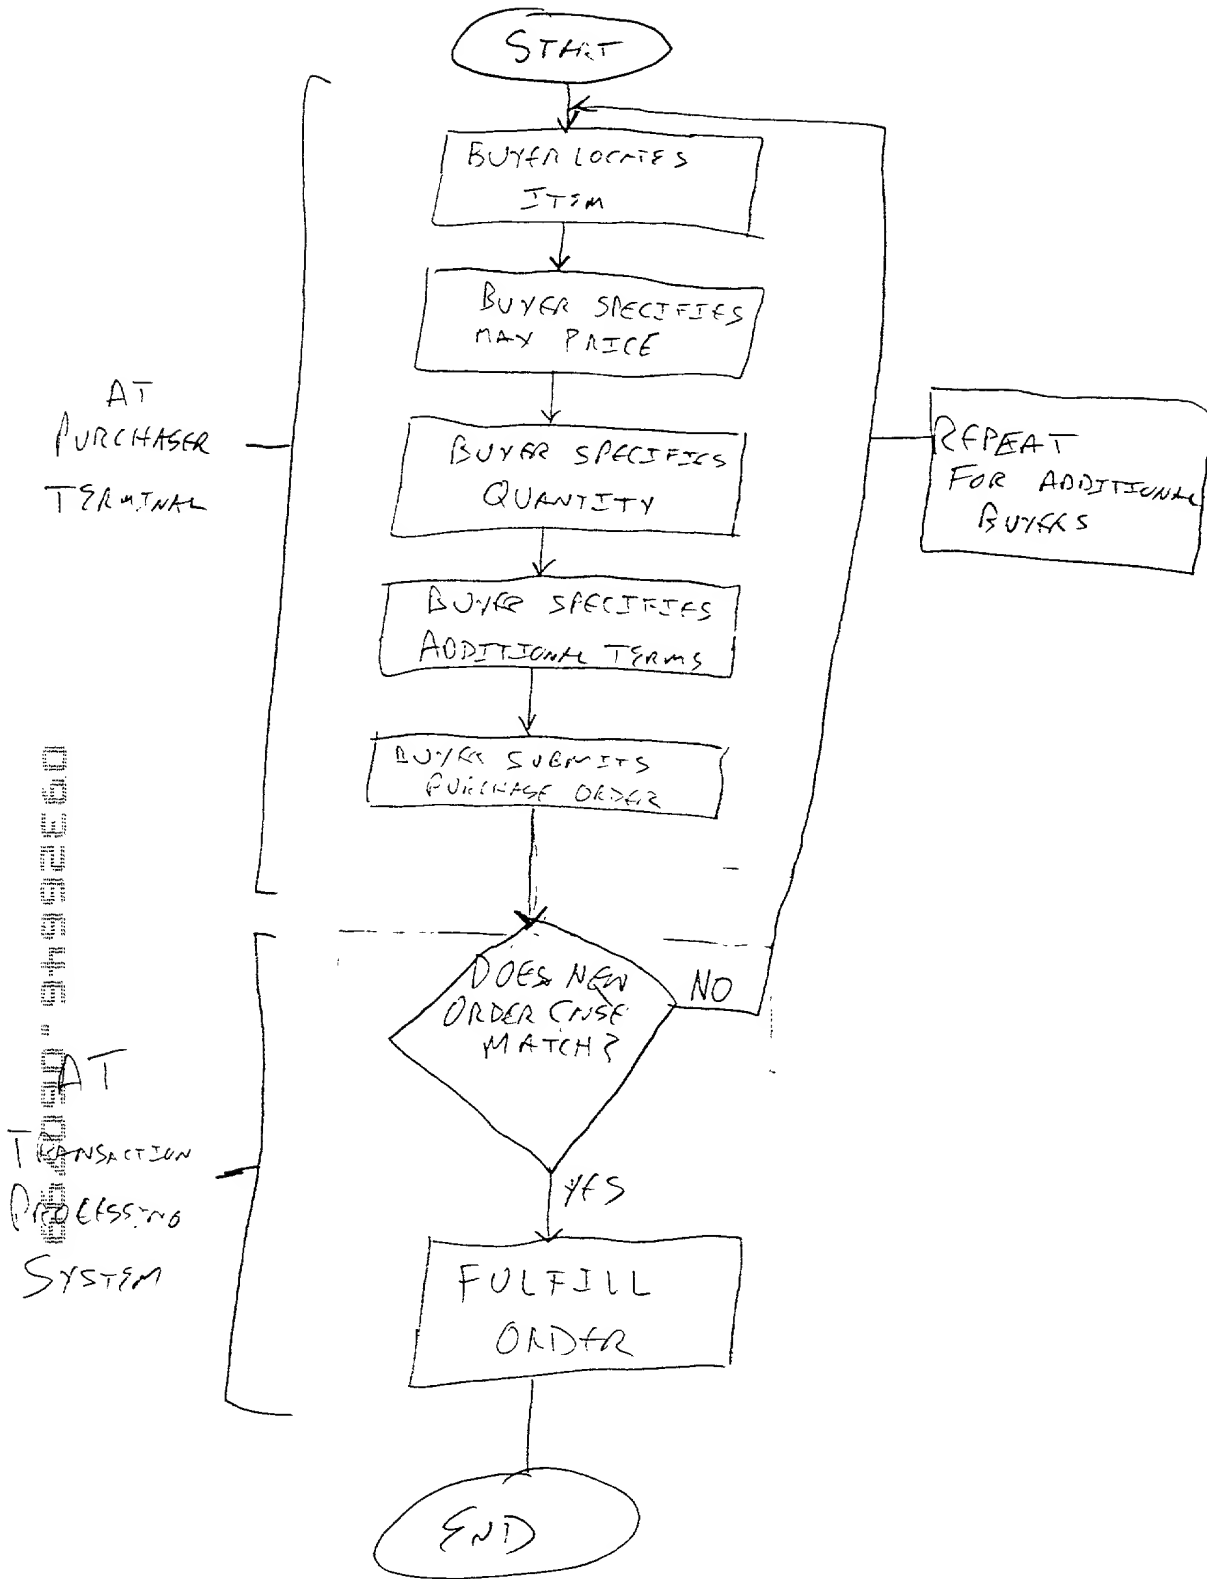 START
BUYER LOCATES
ITEM
BUYER SPECIFIES
MAX PRICE
AT
PURCHASER
TERMINAL
BUYER SPECIFIES
QUANTITY
REPEAT
FOR ADDITIONAL
BUYERS
BUYER SPECIFIES
ADDITIONAL TERMS
BUYER SUBMITS
PURCHASE ORDER
DOES NEW
ORDER CAUSE
MATCH?
NO
AT
TRANSACTION
PROCESSING
SYSTEM
YES
FULFILL
ORDER
END